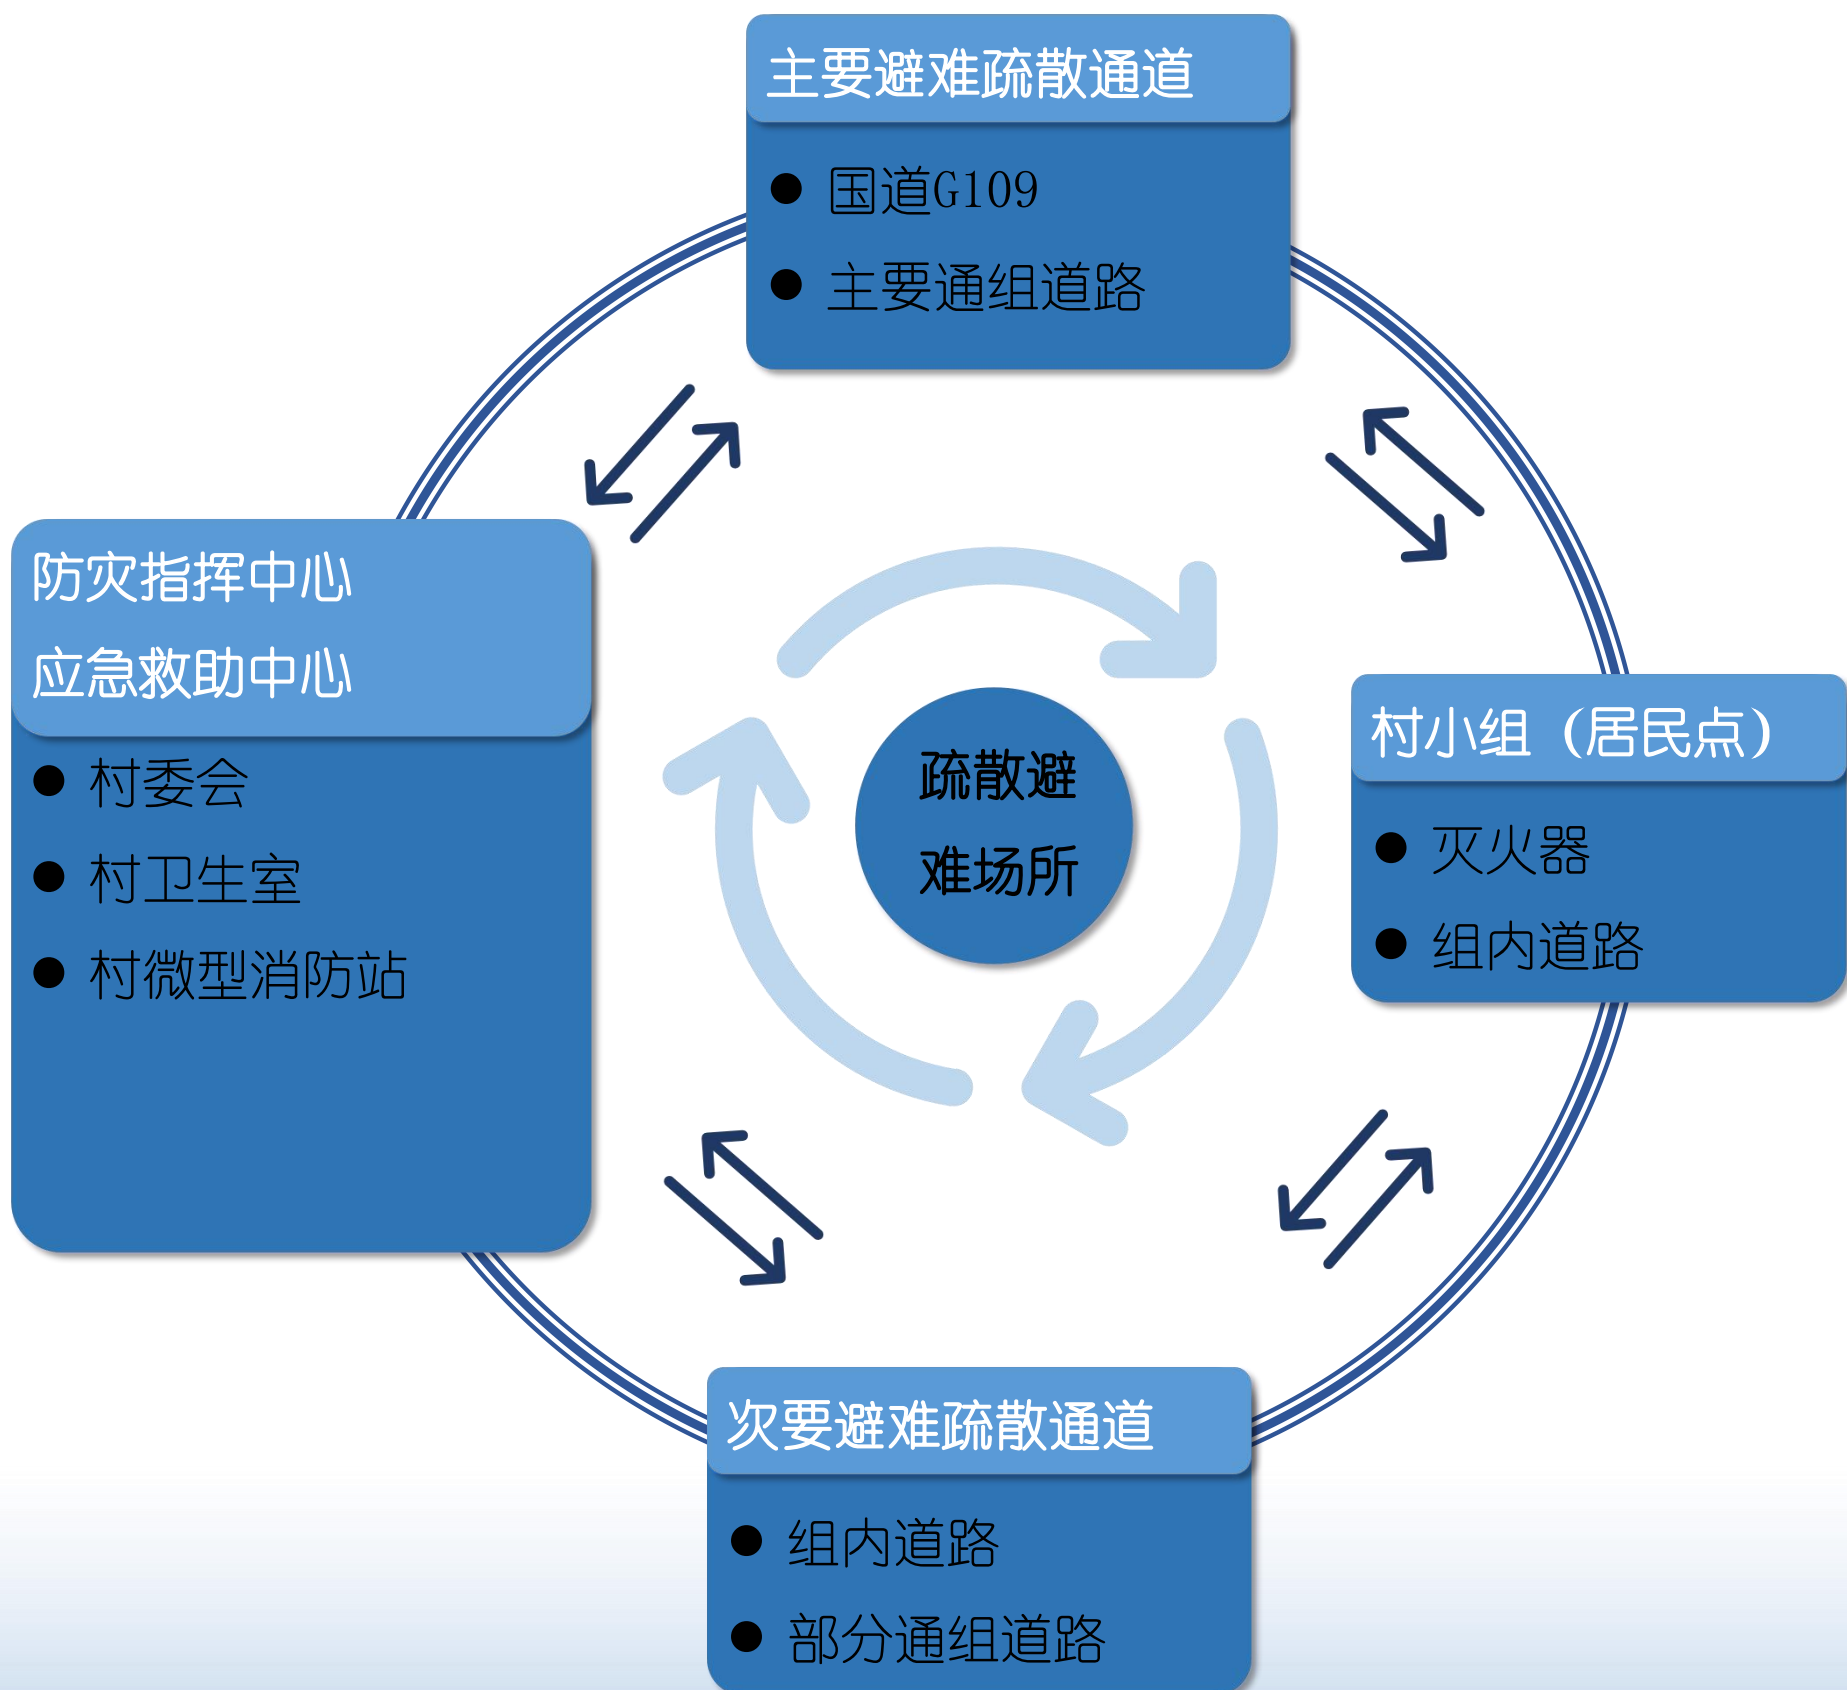 主要避难疏散通道
国道G109
主要通组道路
防灾指挥中心
应急救助中心
村委会
村卫生室
村微型消防站
疏散避
难场所
村小组（居民点）
灭火器
组内道路
次要避难疏散通道
组内道路
部分通组道路